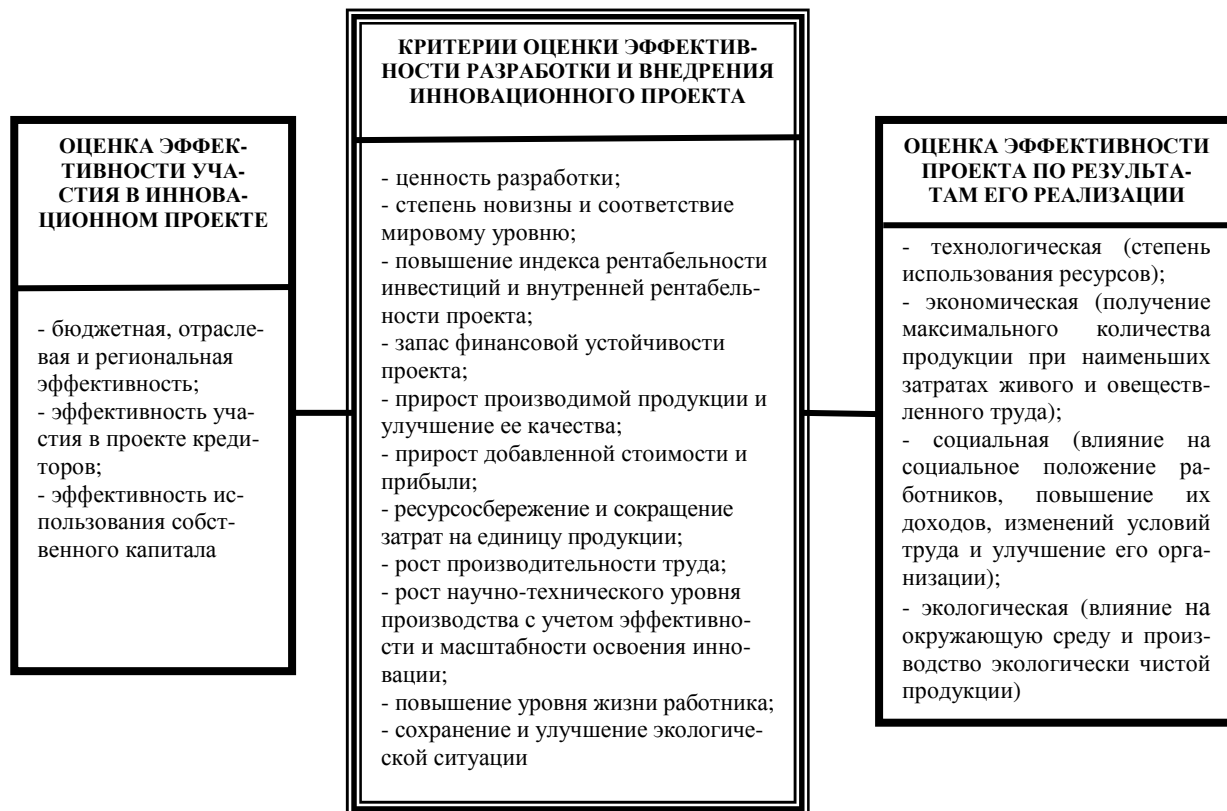 ОЦЕНКА ЭФФЕК-
ТИВНОСТИ УЧА-
СТИЯ В ИННОВА-
ЦИОННОМ ПРОЕКТЕ
- бюджетная, отрасле-
вая и региональная
эффективность;
- эффективность уча-
стия в проекте креди-
торов;
- эффективность ис-
пользования собст-
венного капитала
КРИТЕРИИ ОЦЕНКИ ЭФФЕКТИВ-
НОСТИ РАЗРАБОТКИ И ВНЕДРЕНИЯ
ИННОВАЦИОННОГО ПРОЕКТА
- ценность разработки;
- степень новизны и соответствие
мировому уровню;
- повышение индекса рентабельности
инвестиций и внутренней рентабель-
ности проекта;
- запас финансовой устойчивости
проекта;
- прирост производимой продукции и
улучшение ее качества;
- прирост добавленной стоимости и
прибыли;
- ресурсосбережение и сокращение
затрат на единицу продукции;
- рост производительности труда;
- рост научно-технического уровня
производства с учетом эффективно-
сти и масштабности освоения инно-
вации;
- повышение уровня жизни работника;
- сохранение и улучшение экологиче-
ской ситуации
ОЦЕНКА ЭФФЕКТИВНОСТИ
ПРОЕКТА ПО РЕЗУЛЬТА-
ТАМ ЕГО РЕАЛИЗАЦИИ
- технологическая (степень
использования ресурсов);
- экономическая (получение
максимального количества
продукции при наименьших
затратах живого и овеществ-
ленного труда);
- социальная (влияние на
социальное положение ра-
ботников, повышение их
доходов, изменений условий
труда и улучшение его орга-
низации);
- экологическая (влияние на
окружающую среду и произ-
водство экологически чистой
продукции)